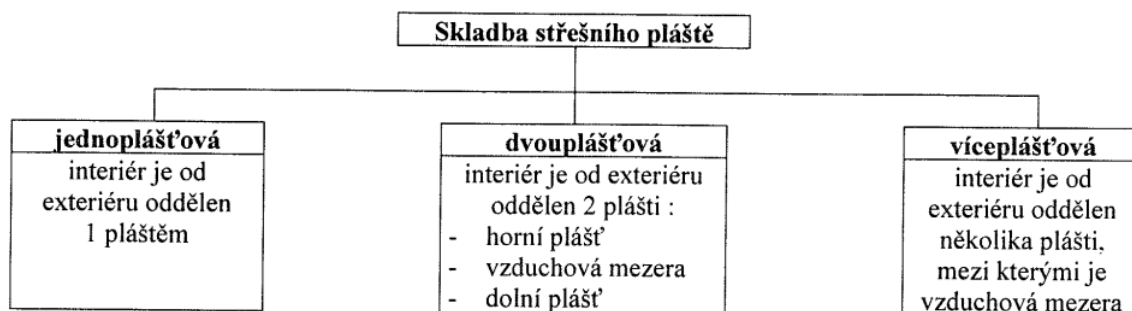 Skladba střešního pláště
jednoplášťová
interiér je od
exteriéru oddělen
1 pláštěm
dvouplášťová
interiér je od exteriéru
oddělen 2 plášti :
- horní plášť
- vzduchová mezera
- dolní plášť
víceplášťová
interiér je od
exteriéru oddělen
několika plášti,
mezi kterými je
vzduchová mezera